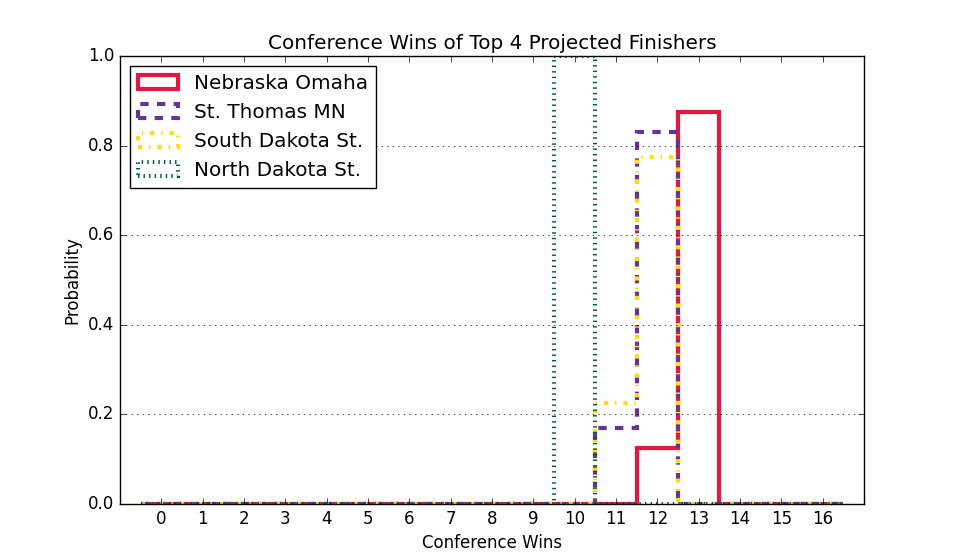 Conference Wins of Top 4 Projected Finishers
1.0
0.8
0.6
0.4
0.2
0.0
Probability
Nebraska Omaha
St. Thomas MN
South Dakota St.
North Dakota St.
0 1 2 3 4 5 6 7 8 9 10 11 12 13 14 15 16
Conference Wins